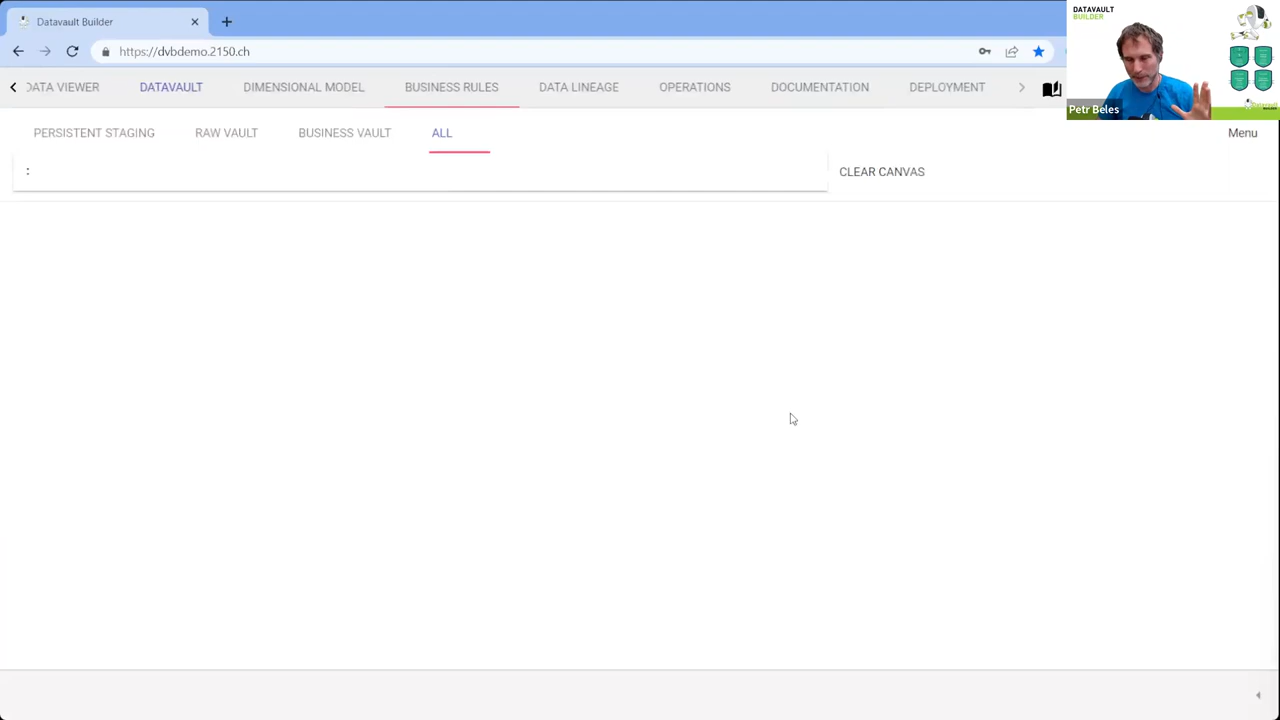 Datavault Builder
https://dvbdemo.2150.ch
DATAVAULT
BUILDER
Petr Beles
DATA VIEWER DATAVAULT DIMENSIONAL MODEL BUSINESS RULES DATA LINEAGE OPERATIONS DOCUMENTATION DEPLOYMENT
PERSISTENT STAGING RAW VAULT BUSINESS VAULT ALL Menu
: CLEAR CANVAS